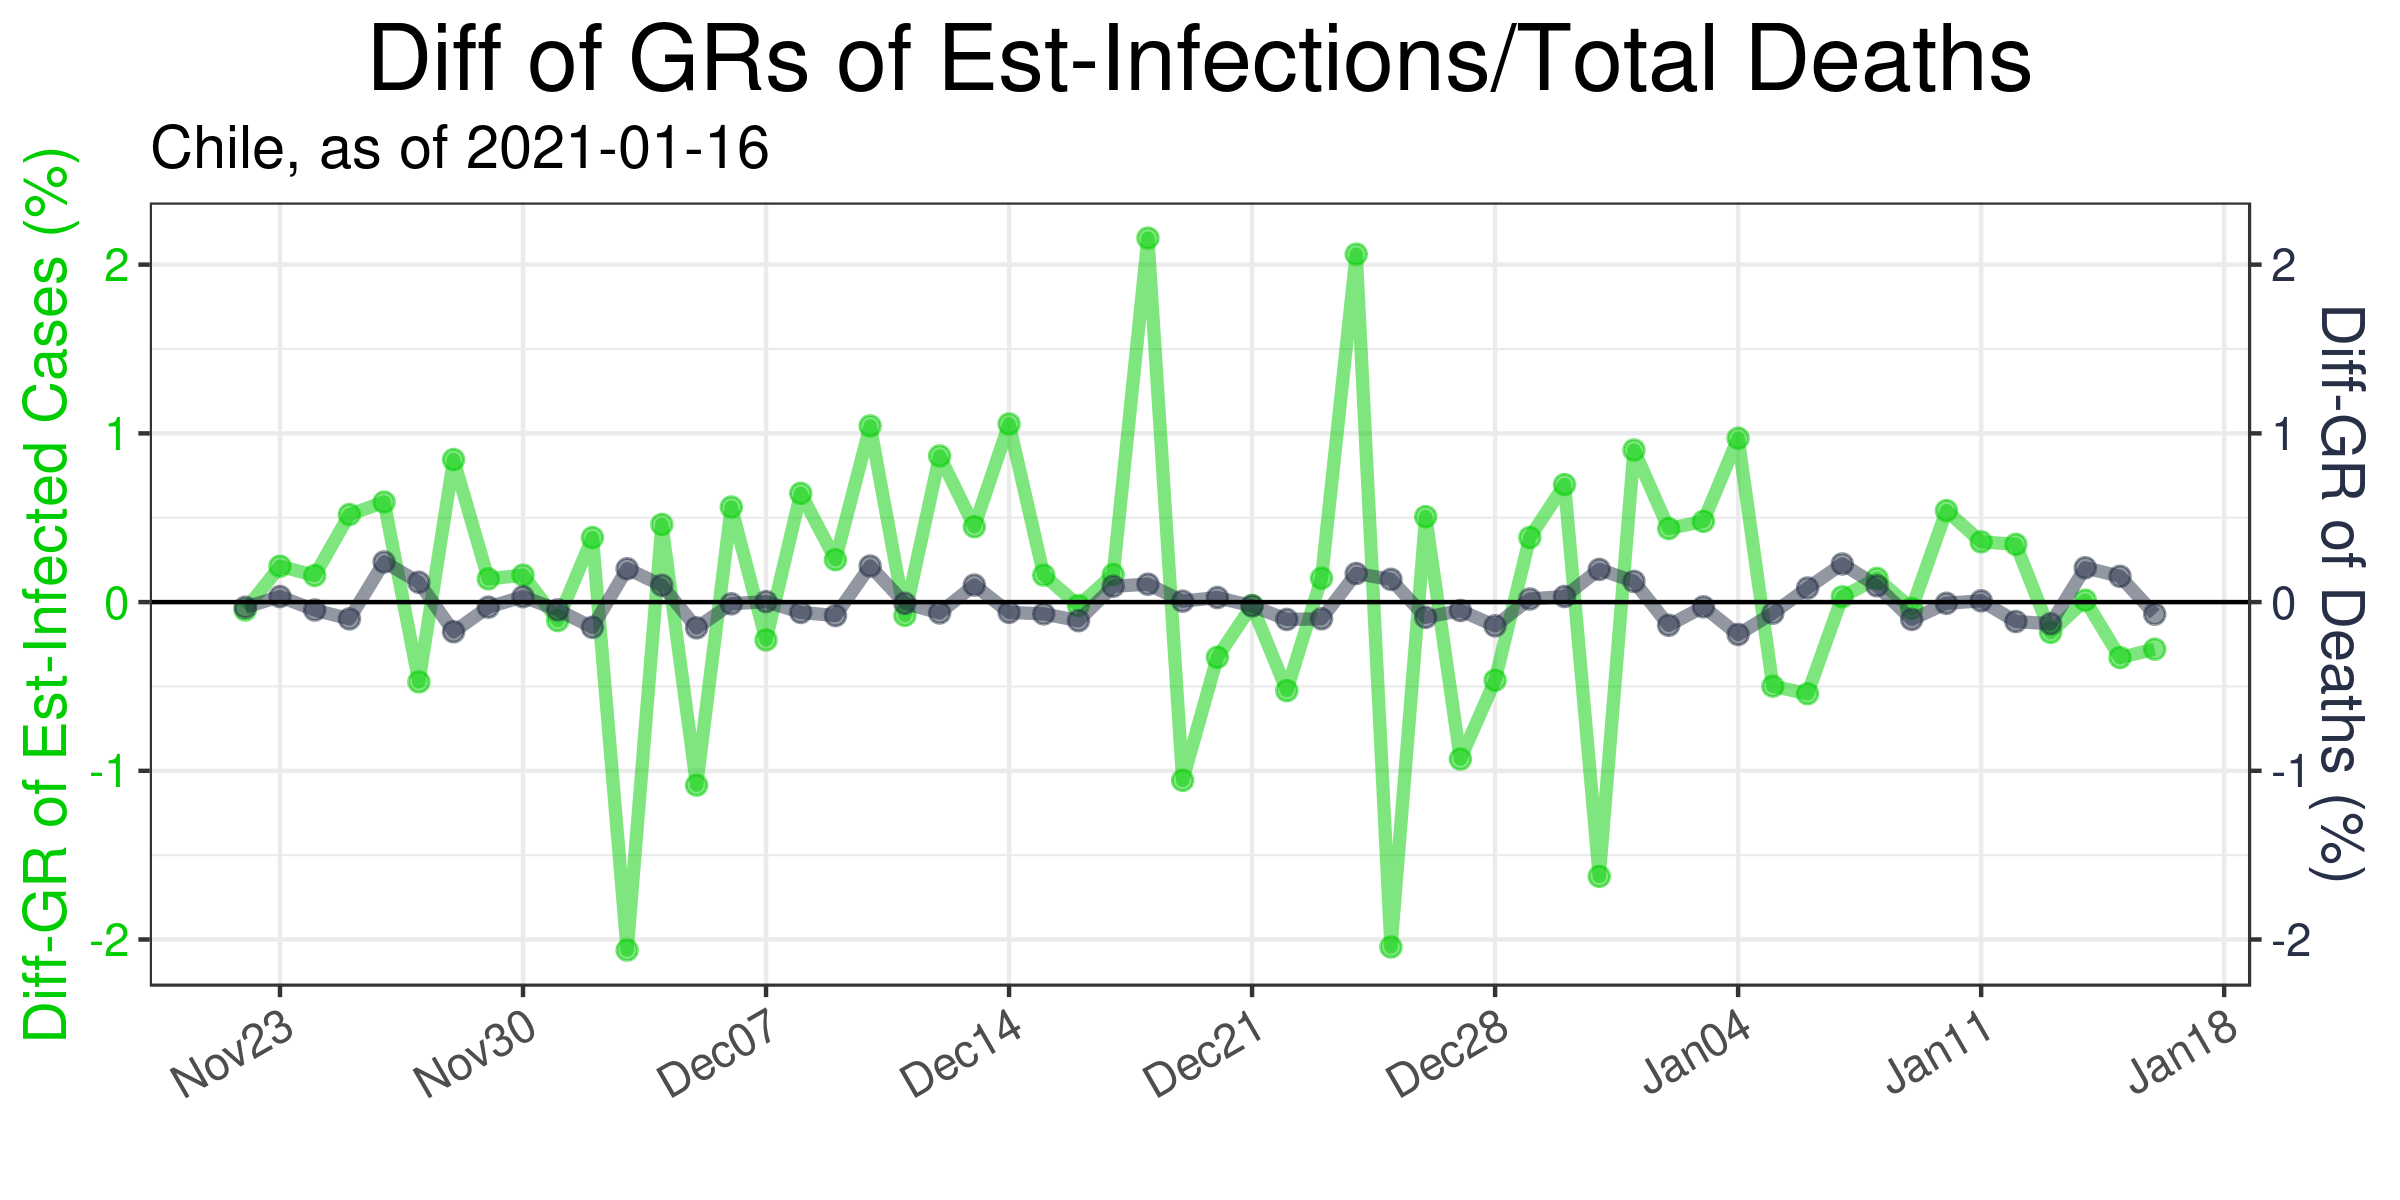 Diff of GRs of Est-Infections/Total Deaths
Chile, as of 2021-01-16
Diff-GR of Est-Infected Cases (%)
2
1
0
-1
-2
2
1
0
-1
-2
Diff-GR of Deaths (%)
Nov23
Nov30
Dec07
Dec14
Dec21
Dec28
Jan04
Jan11
Jan18